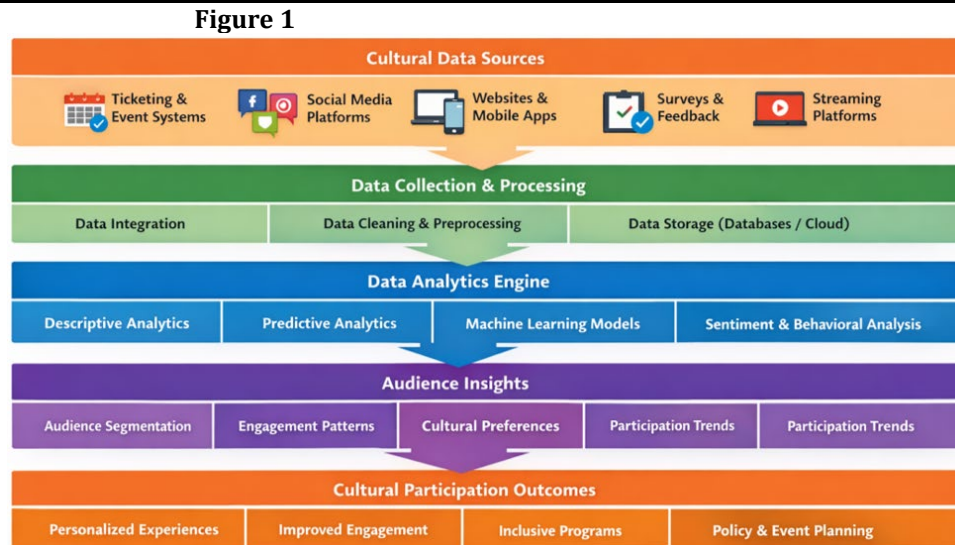 Figure 1
Cultural Data Sources
Ticketing &
Event Systems
Social Media
Platforms
Websites &
Mobile Apps
Surveys &
Feedback
Streaming
Platforms
Data Collection & Processing
Data Integration
Data Cleaning & Preprocessing
Data Storage (Databases / Cloud)
Data Analytics Engine
Descriptive Analytics
Predictive Analytics
Machine Learning Models
Sentiment & Behavioral Analysis
Audience Insights
Audience Segmentation
Engagement Patterns
Cultural Preferences
Participation Trends
Participation Trends
Cultural Participation Outcomes
Personalized Experiences
Improved Engagement
Inclusive Programs
Policy & Event Planning